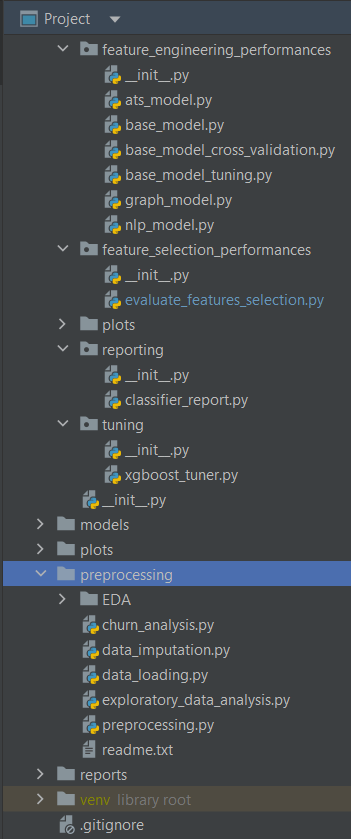 Project
feature_engineering_performances
__init__.py
ats_model.py
base_model.py
base_model_cross_validation.py
base_model_tuning.py
graph_model.py
nlp_model.py
feature_selection_performances
__init__.py
evaluate_features_selection.py
plots
reporting
__init__.py
classifier_report.py
tuning
__init__.py
xgboost_tuner.py
__init__.py
models
plots
preprocessing
EDA
churn_analysis.py
data_imputation.py
data_loading.py
exploratory_data_analysis.py
preprocessing.py
readme.txt
reports
venv library root
.gitignore